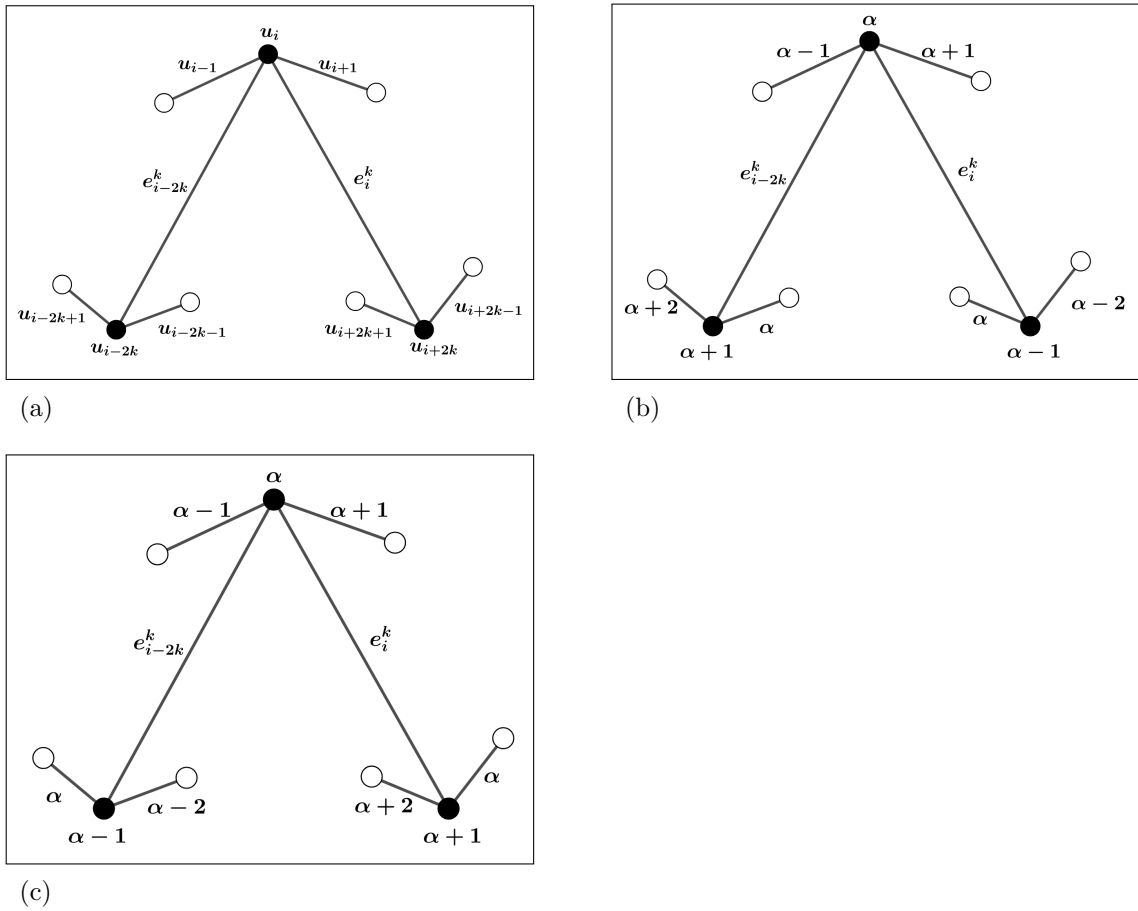 u_i
u_{i-1} u_{i+1}
e^k_{i-2k} e^k_i
u_{i-2k+1} u_{i-2k-1} u_{i+2k+1} u_{i+2k-1}
u_{i-2k} u_{i+2k}
(a)
α
α − 1 α + 1
e^k_{i-2k} e^k_i
α + 2 α α α − 2
α + 1 α − 1
(b)
α
α − 1 α + 1
e^k_{i-2k} e^k_i
α α − 2 α + 2 α
α − 1 α + 1
(c)